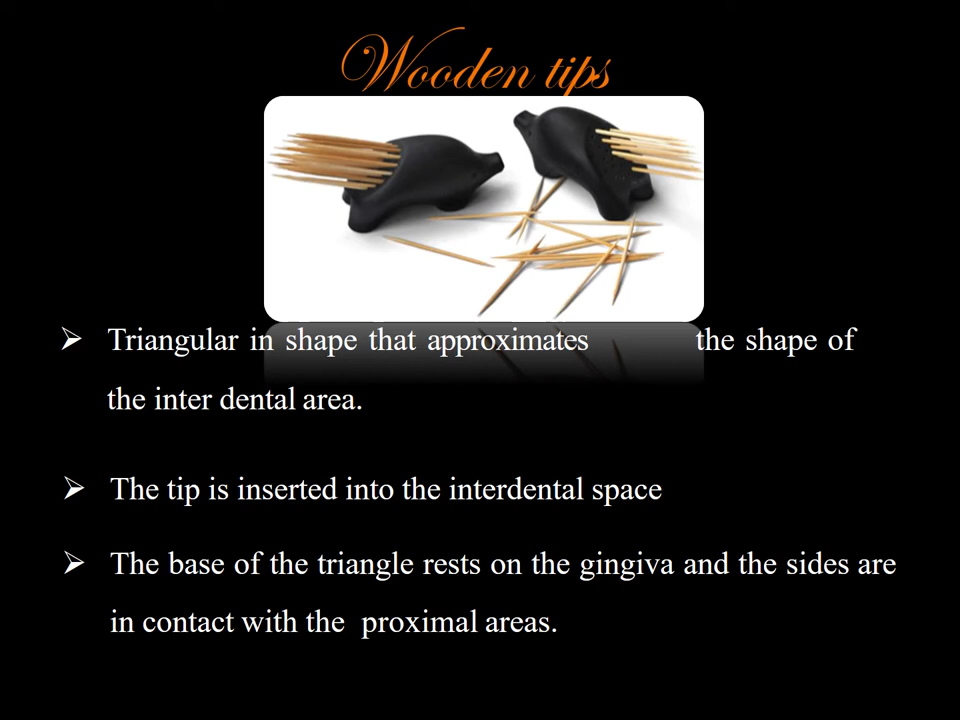 Wooden tips
➢ Triangular in shape that approximates the shape of
the inter dental area.
➢ The tip is inserted into the interdental space
➢ The base of the triangle rests on the gingiva and the sides are
in contact with the proximal areas.